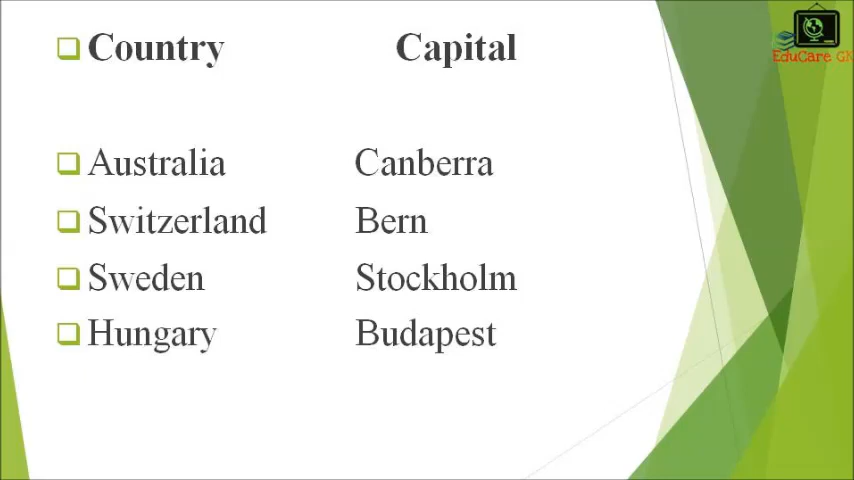 Country Capital
EduCare GK
Australia Canberra
Switzerland Bern
Sweden Stockholm
Hungary Budapest